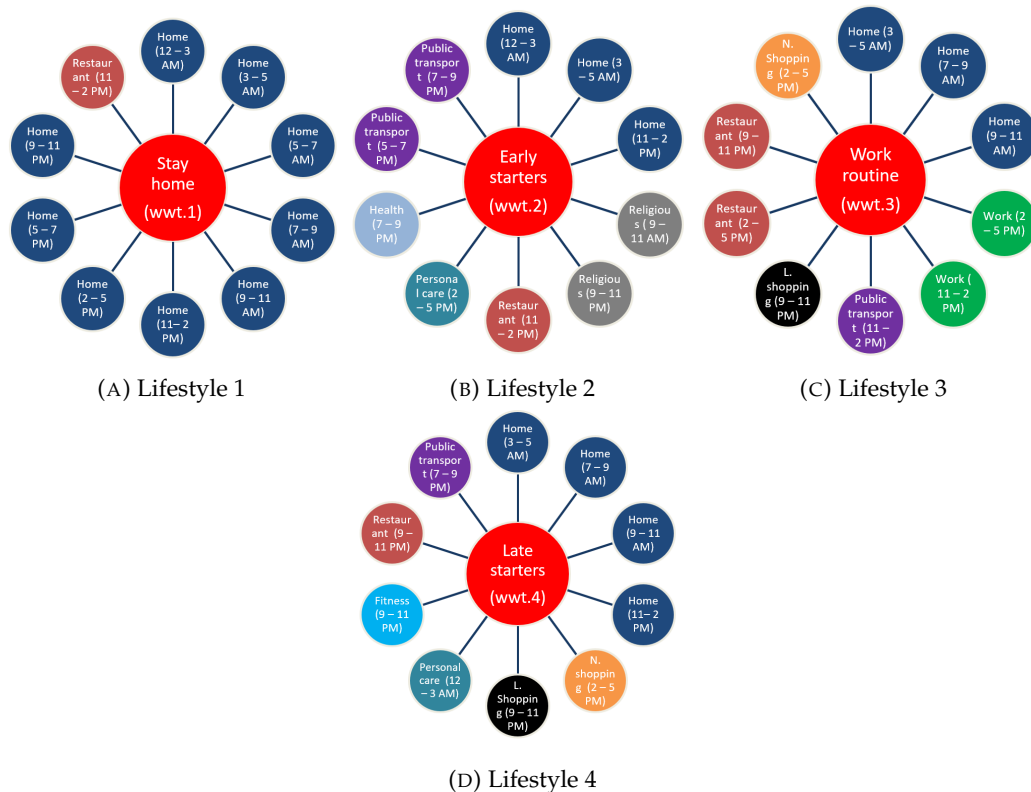 Home
(12 – 3
AM)
Home
(3 – 5
AM)
Home
(5 – 7
AM)
Home
(7 – 9
AM)
Home
(9 – 11
AM)
Home
(11– 2
PM)
Home
(2 – 5
PM)
Home
(5 – 7
PM)
Home
(9 – 11
PM)
Restaur
ant (11
– 2 PM)
Stay
home
(wwt.1)
(A) Lifestyle 1
Home
(12 – 3
AM)
Home (3
– 5 AM)
Home
(11 – 2
PM)
Religiou
s ( 9 –
11 AM)
Religiou
s (9 – 11
PM)
Restaur
ant (11
– 2 PM)
Persona
l care (2
– 5 PM)
Health
(7 – 9
PM)
Public
transpor
t (5 – 7
PM)
Public
transpor
t (7 – 9
PM)
Early
starters
(wwt.2)
(B) Lifestyle 2
Home (3
– 5 AM)
Home
(7 – 9
AM)
Home
(9 – 11
AM)
Work (2
– 5 PM)
Work (
11 – 2
PM)
Public
transpor
t (11 –
2 PM)
L.
shoppin
g (9 – 11
PM)
Restaur
ant (2 –
5 PM)
Restaur
ant (9 –
11 PM)
N.
Shoppin
g (2 – 5
PM)
Work
routine
(wwt.3)
(C) Lifestyle 3
Home
(3 – 5
AM)
Home
(7 – 9
AM)
Home
(9 – 11
AM)
Home
(11– 2
PM)
N.
shoppin
g (2 – 5
PM)
L.
Shoppin
g (9 – 11
PM)
Personal
care (12
– 3 AM)
Fitness
(9 – 11
PM)
Restaur
ant (9 –
11 PM)
Public
transpor
t (7 – 9
PM)
Late
starters
(wwt.4)
(D) Lifestyle 4